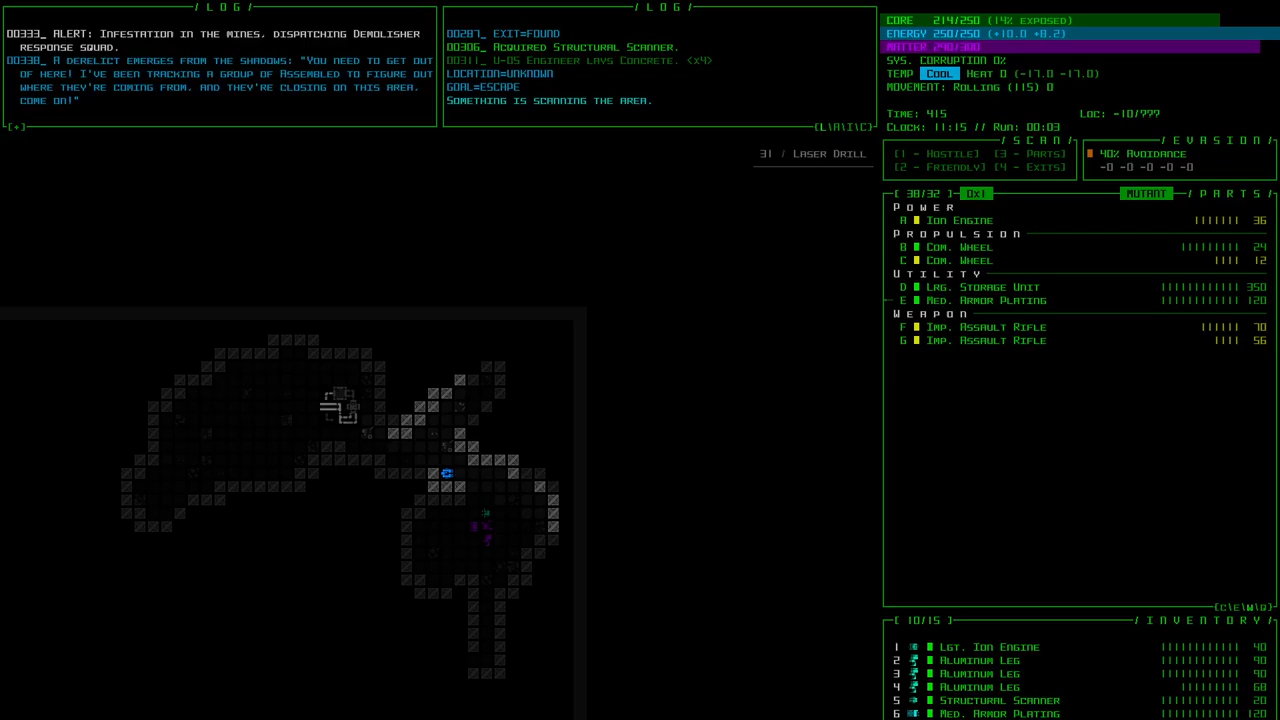 / LOG /
00333_ ALERT: Infestation in the mines, dispatching Demolisher
response squad.
00338_ A derelict emerges from the shadows: "You need to get out
of here! I've been tracking a group of Assembled to figure out
where they're coming from, and they're closing on this area,
come on!"
[+]
/ LOG /
00287_ EXIT=FOUND
00306_ Acquired Structural Scanner.
00311_ U-05 Engineer lays Concrete. <x4>
LOCATION=UNKNOWN
GOAL=ESCAPE
Something is scanning the area.
[L\A\I\C]
31 / Laser Drill
CORE 214/250 (14% exposed)
ENERGY 250/250 (+10.0 +8.2)
MATTER 240/300
SYS. CORRUPTION 0%
TEMP Cool Heat 0 (-17.0 -17.0)
MOVEMENT: Rolling (115) 0
Time: 415 Loc: -10/???
Clock: 11:15 // Run: 00:03
/ SCAN /
[1 - Hostile] [3 - Parts]
[2 - Friendly] [4 - Exits]
/ EVASION /
40% Avoidance
-0 -0 -0 -0 -0
[ 38/32 ] 0x1 MUTANT / PARTS /
Power
A Ion Engine 36
Propulsion
B Com. Wheel 24
C Com. Wheel 12
Utility
D Lrg. Storage Unit 350
E Med. Armor Plating 120
Weapon
F Imp. Assault Rifle 70
G Imp. Assault Rifle 56
[C\E\W\Q]
[ 10/15 ] / INVENTORY /
1 Lgt. Ion Engine 40
2 Aluminum Leg 90
3 Aluminum Leg 90
4 Aluminum Leg 68
5 Structural Scanner 20
6 Med. Armor Plating 120